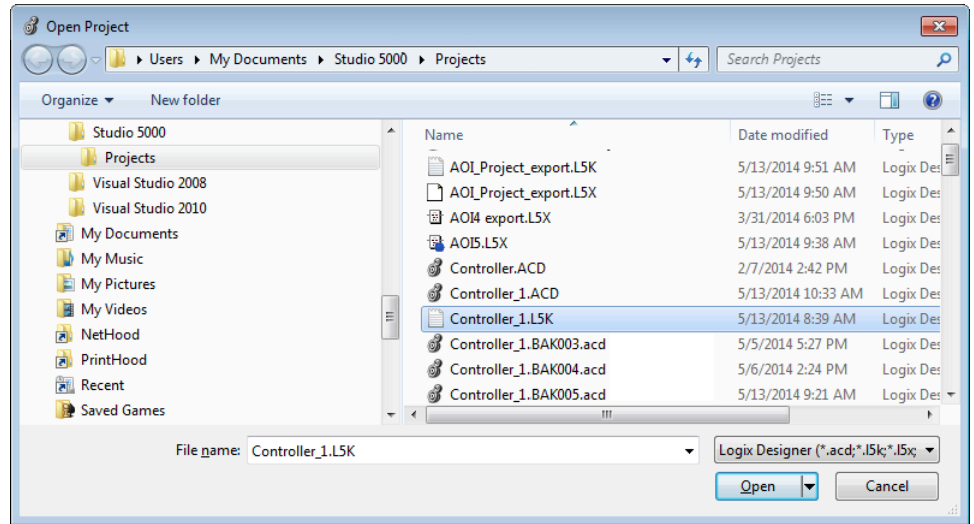 Open Project
Users ▸ My Documents ▸ Studio 5000 ▸ Projects
Search Projects
Organize New folder
Studio 5000
Projects
Visual Studio 2008
Visual Studio 2010
My Documents
My Music
My Pictures
My Videos
NetHood
PrintHood
Recent
Saved Games
Name Date modified Type
AOI_Project_export.L5K 5/13/2014 9:51 AM Logix Des
AOI_Project_export.L5X 5/13/2014 9:50 AM Logix Des
AOI4 export.L5X 3/31/2014 6:03 PM Logix Des
AOI5.L5X 5/13/2014 9:38 AM Logix Des
Controller.ACD 2/7/2014 2:42 PM Logix Des
Controller_1.ACD 5/13/2014 10:33 AM Logix Des
Controller_1.L5K 5/13/2014 8:39 AM Logix Des
Controller_1.BAK003.acd 5/5/2014 5:27 PM Logix Des
Controller_1.BAK004.acd 5/6/2014 2:24 PM Logix Des
Controller_1.BAK005.acd 5/13/2014 9:21 AM Logix Des
File name: Controller_1.L5K
Logix Designer (*.acd;*.l5k;*.l5x;
Open Cancel